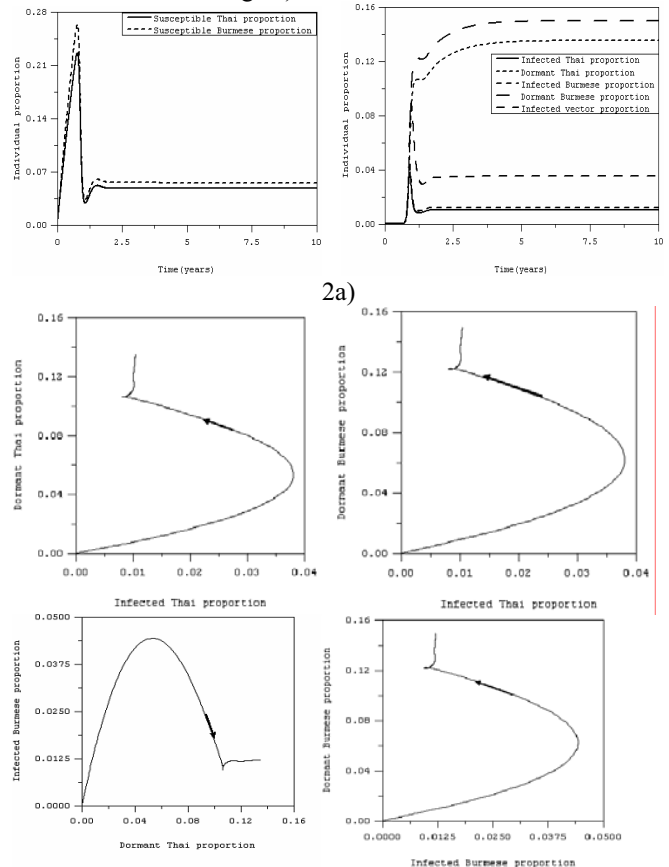 0.28
0.21
0.14
0.07
0.00
Individual proportion
Susceptible Thai proportion
Susceptible Burmese proportion
0 2.5 5 7.5 10
Time(years)
0.16
0.12
0.08
0.04
0.00
Individual proportion
Infected Thai proportion
Dormant Thai proportion
Infected Burmese proportion
Dormant Burmese proportion
Infected vector proportion
0 2.5 5 7.5 10
Time(years)
2a)
0.16
0.12
0.08
0.04
0.00
Dormant Thai proportion
0.00 0.01 0.02 0.03 0.04
Infected Thai proportion
0.16
0.12
0.08
0.04
0.00
Dormant Burmese proportion
0.00 0.01 0.02 0.03 0.04
Infected Thai proportion
0.0500
0.0375
0.0250
0.0125
0.0000
Infected Burmese proportion
0.00 0.04 0.08 0.12 0.16
Dormant Thai proportion
0.16
0.12
0.08
0.04
0.00
Dormant Burmese proportion
0.0000 0.0125 0.0250 0.0375 0.0500
Infected Burmese proportion